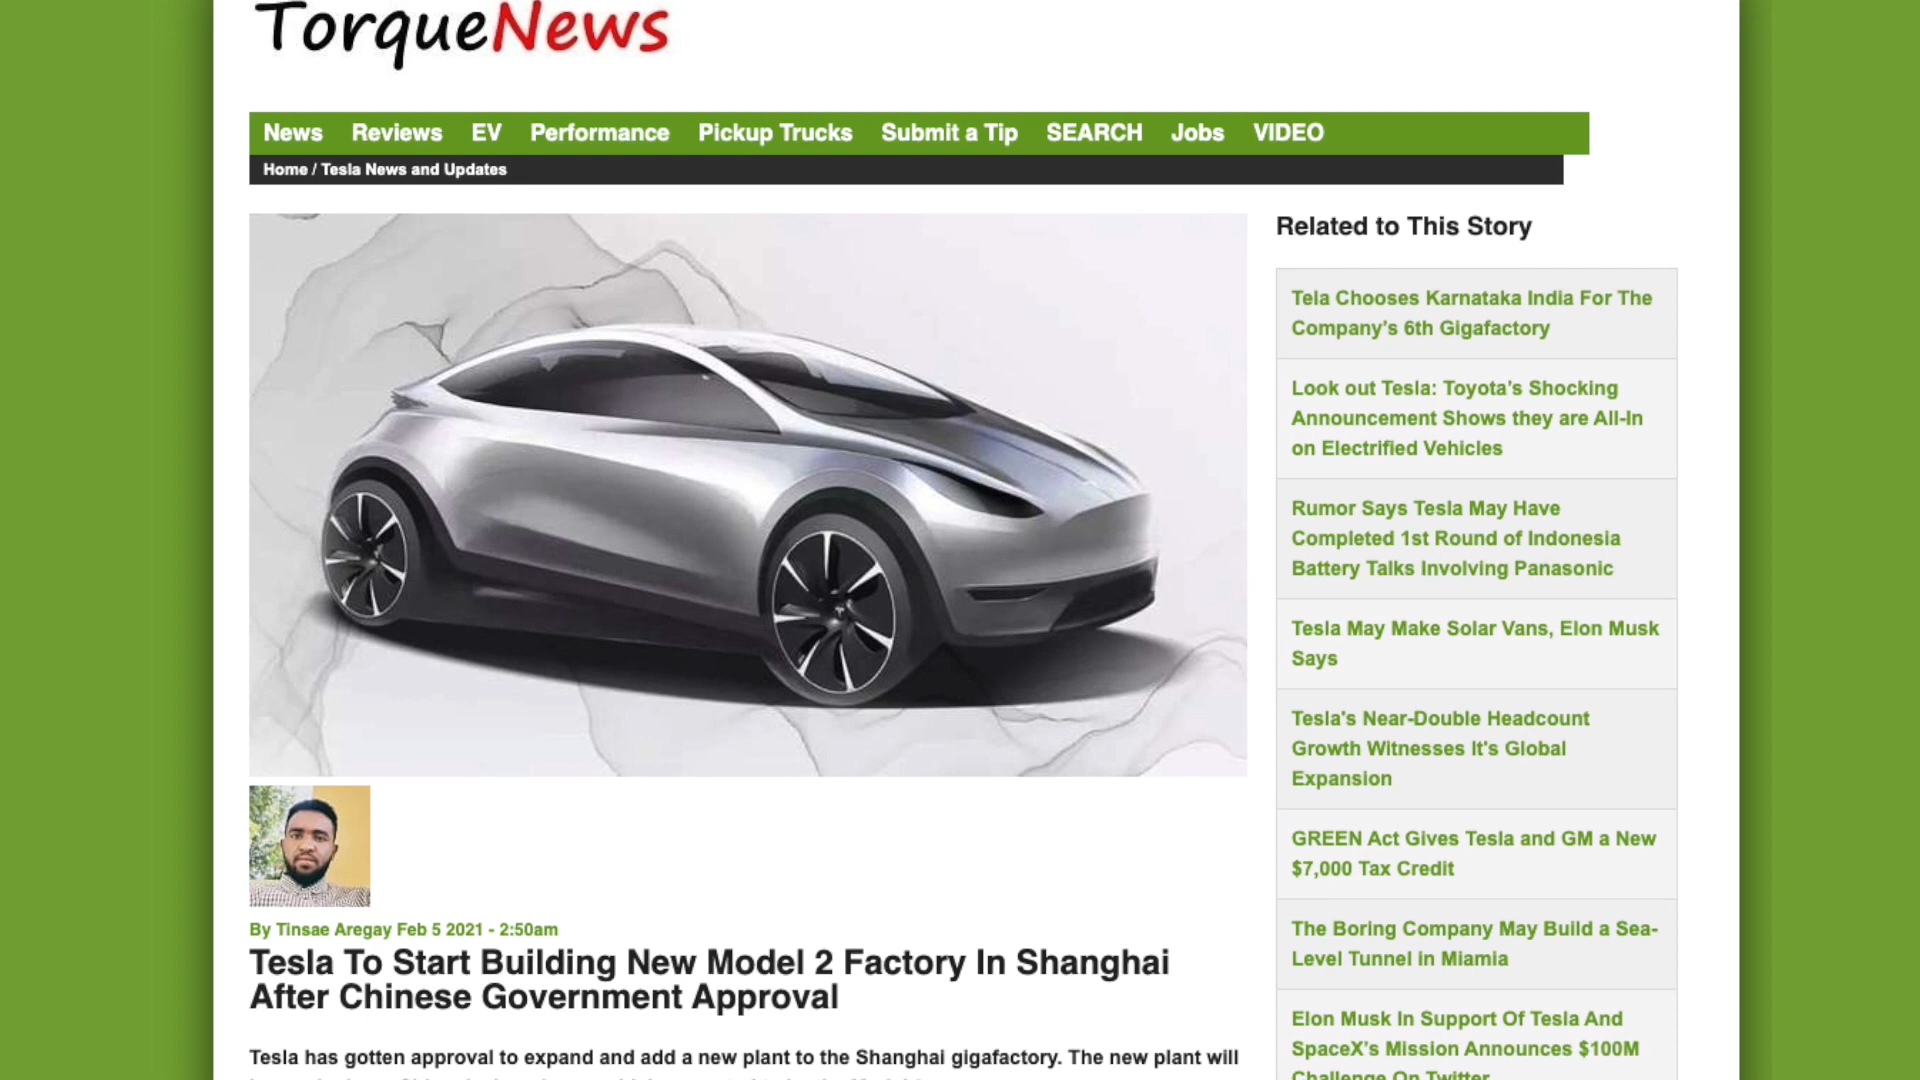 TorqueNews
News Reviews EV Performance Pickup Trucks Submit a Tip SEARCH Jobs VIDEO
Home / Tesla News and Updates
By Tinsae Aregay Feb 5 2021 - 2:50am
Tesla To Start Building New Model 2 Factory In Shanghai
After Chinese Government Approval
Tesla has gotten approval to expand and add a new plant to the Shanghai gigafactory. The new plant will
Related to This Story
Tela Chooses Karnataka India For The
Company's 6th Gigafactory
Look out Tesla: Toyota's Shocking
Announcement Shows they are All-In
on Electrified Vehicles
Rumor Says Tesla May Have
Completed 1st Round of Indonesia
Battery Talks Involving Panasonic
Tesla May Make Solar Vans, Elon Musk
Says
Tesla's Near-Double Headcount
Growth Witnesses It's Global
Expansion
GREEN Act Gives Tesla and GM a New
$7,000 Tax Credit
The Boring Company May Build a Sea-
Level Tunnel in Miamia
Elon Musk In Support Of Tesla And
SpaceX's Mission Announces $100M
Challenge On Twitter